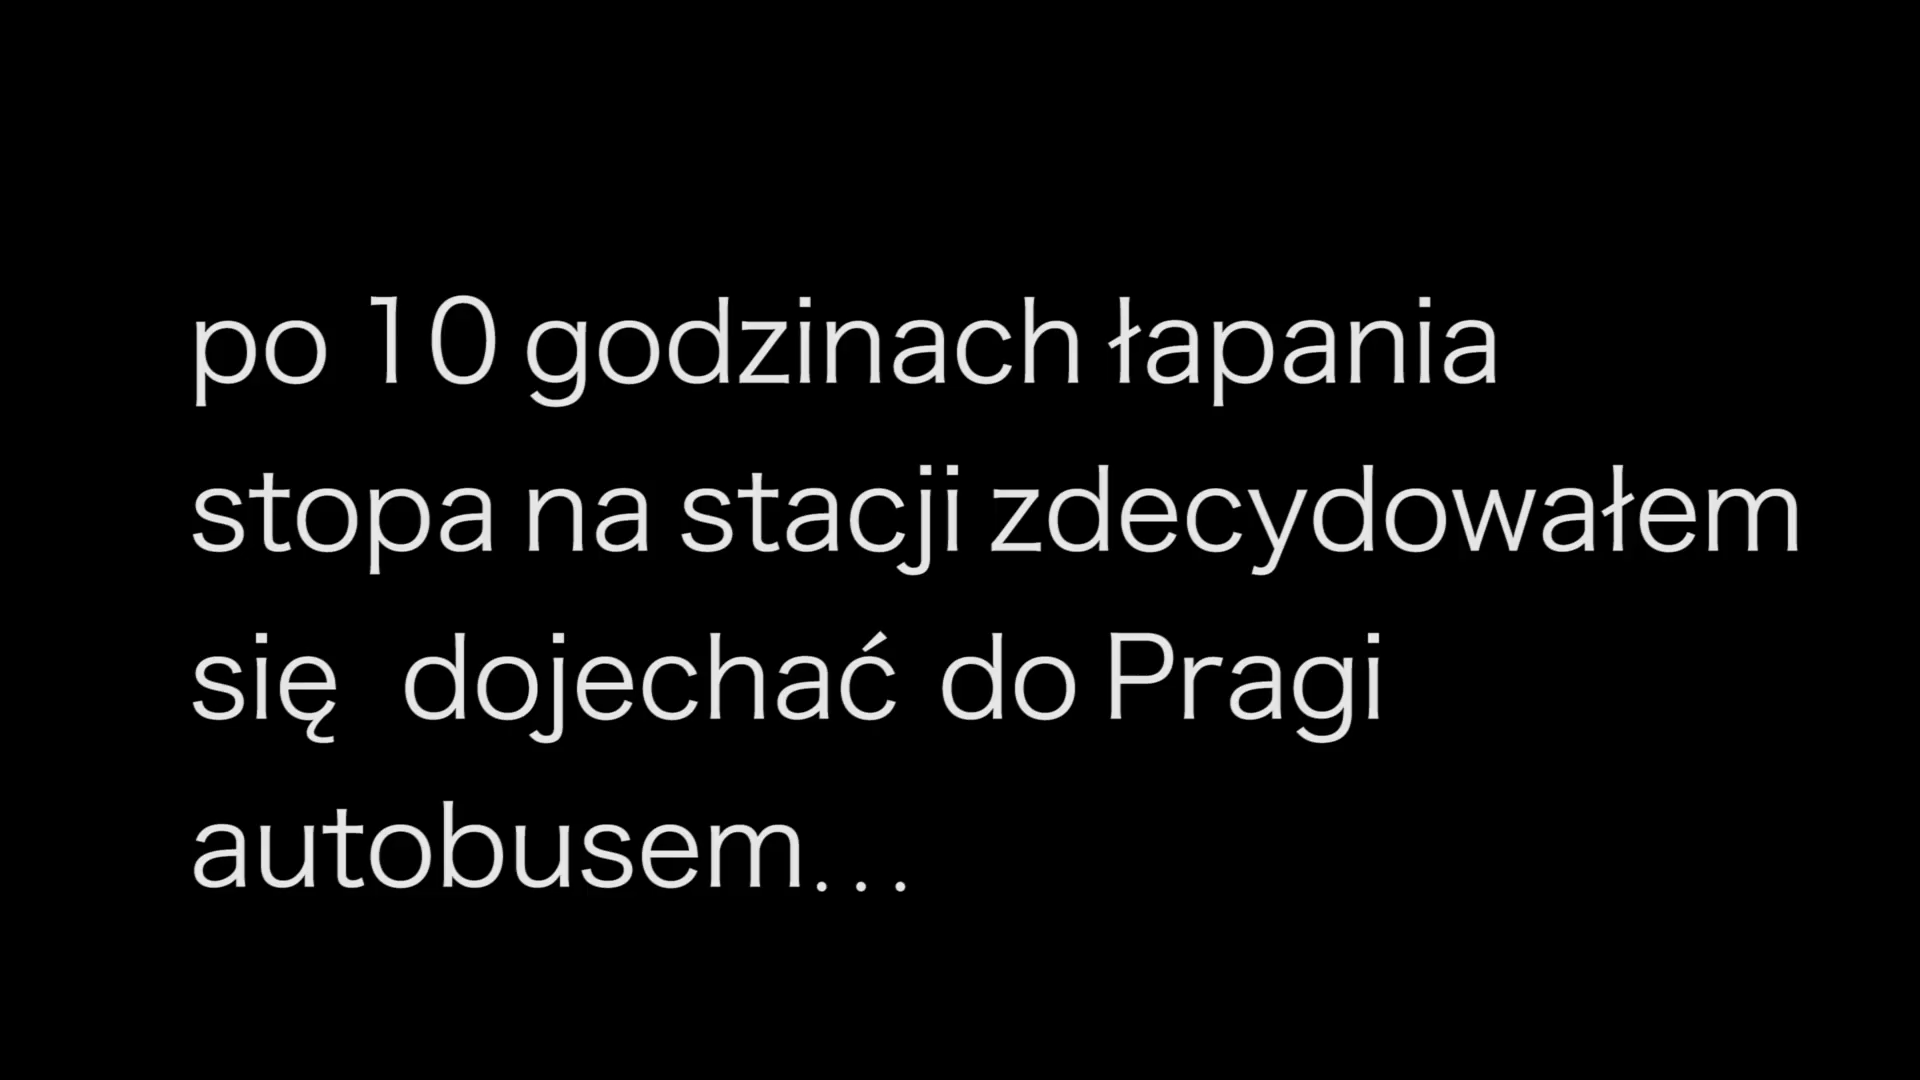 po 10 godzinach łapania
stopa na stacji zdecydowałem
się dojechać do Pragi
autobusem...